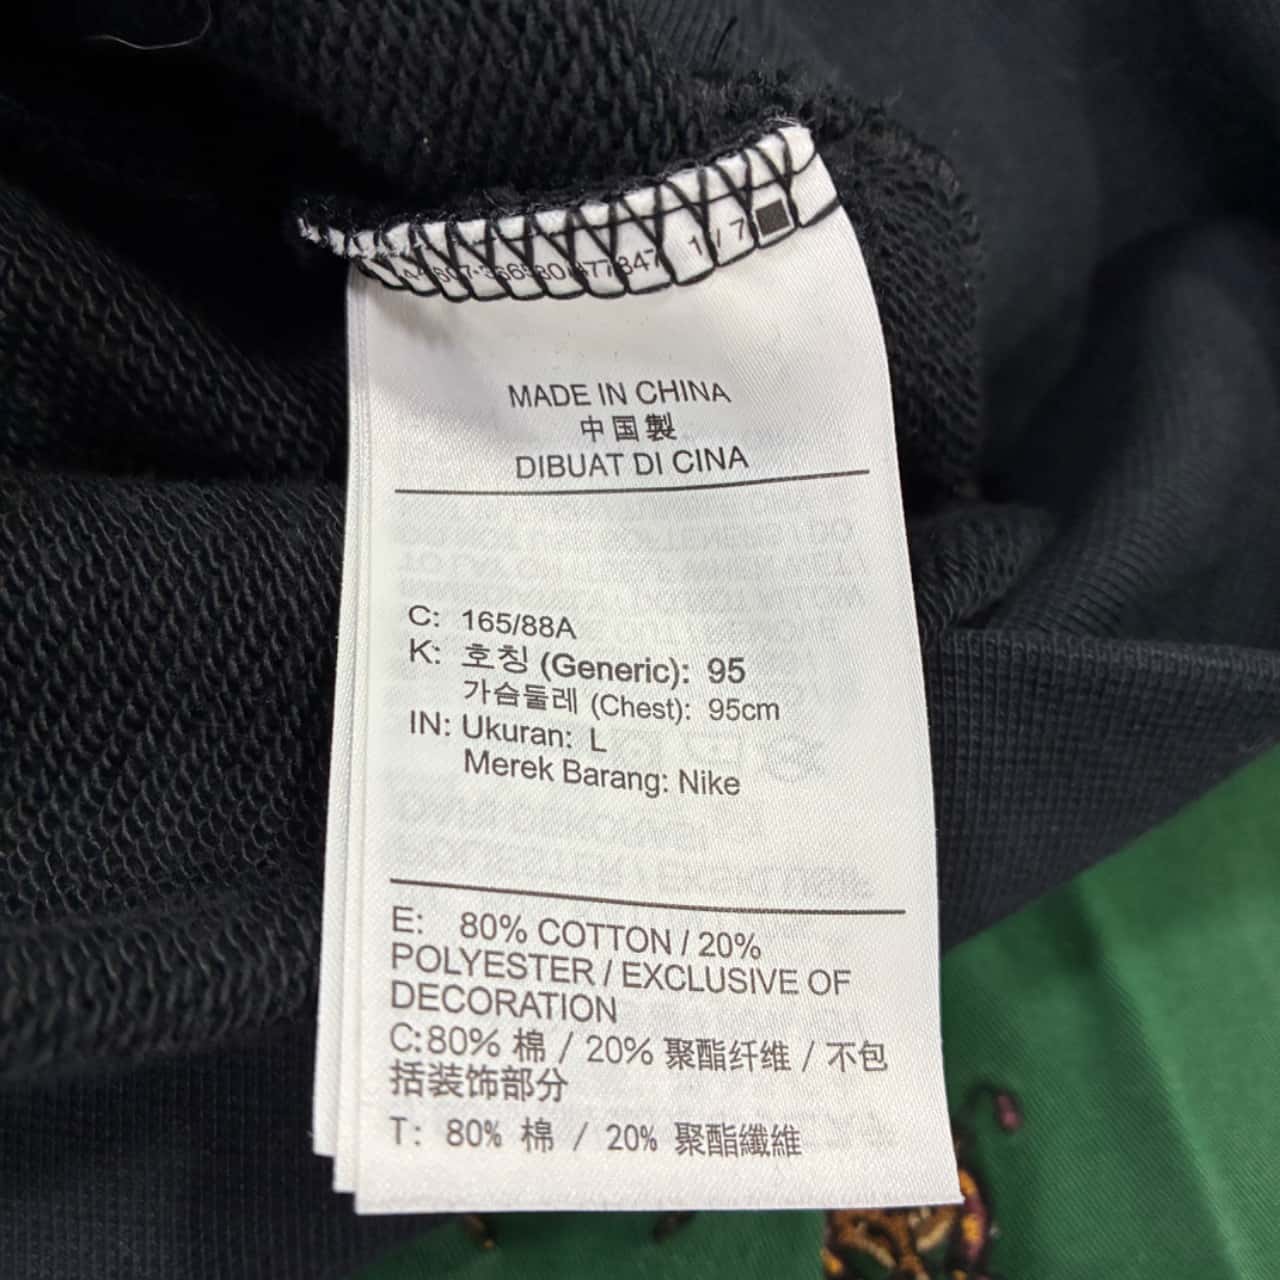 1 / 7
MADE IN CHINA
中国製
DIBUAT DI CINA
C: 165/88A
K: 호칭 (Generic): 95
가슴둘레 (Chest): 95cm
IN: Ukuran: L
Merek Barang: Nike
E: 80% COTTON / 20%
POLYESTER / EXCLUSIVE OF
DECORATION
C:80% 棉 / 20% 聚酯纤维 / 不包
括装饰部分
T: 80% 棉 / 20% 聚酯纖維